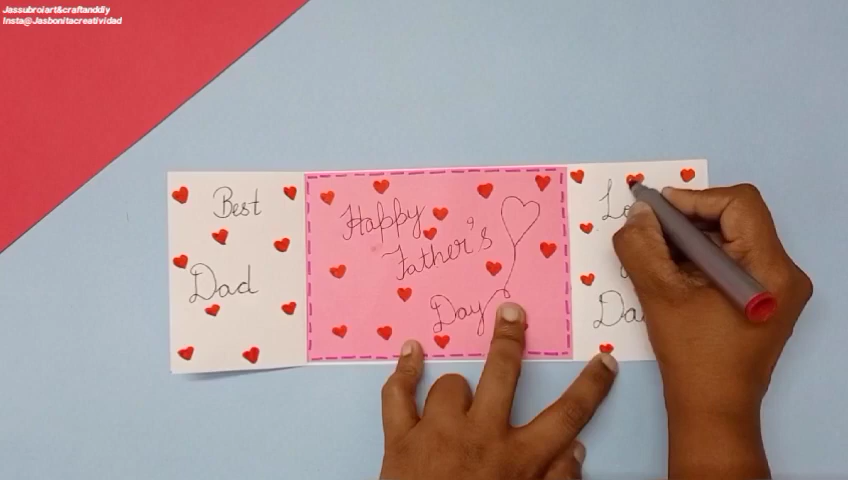 Jassubroiart&craftanddiy
Insta@Jasbonitacreatividad
Best
Dad
Happy
Father's
Day